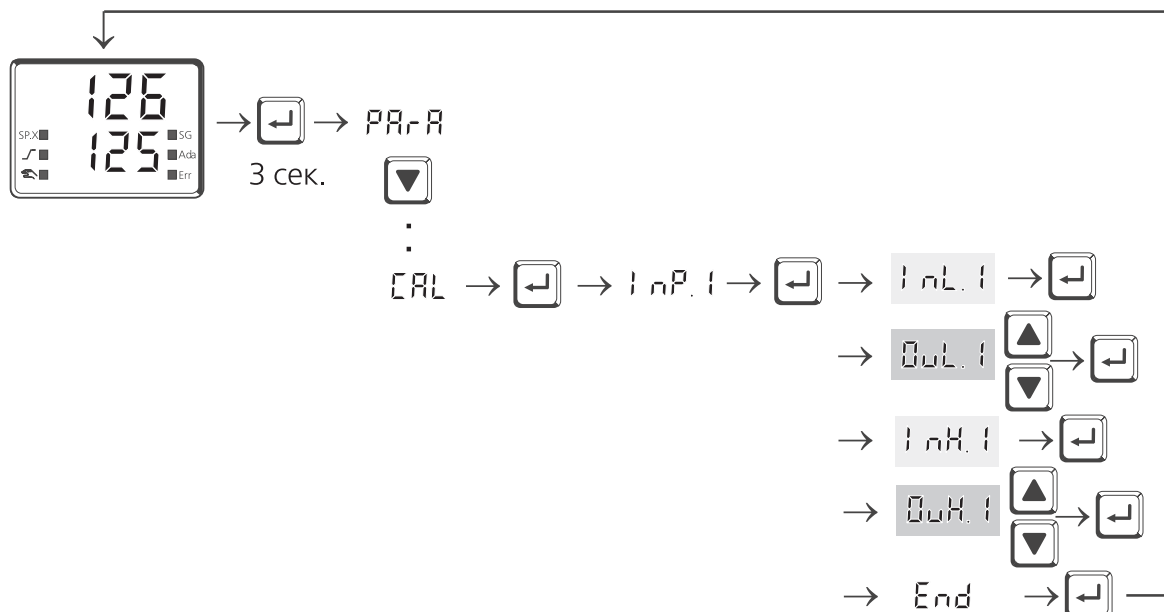 126
SP.X 125 SG
Ada
Err
PArA
3 сек.
CAL InP.1 InL.1
OuL.1
InH.1
OuH.1
End